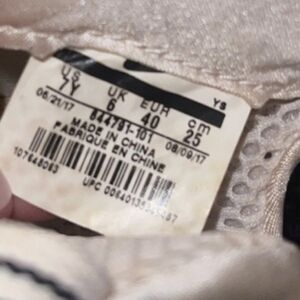 YS
US UK EUR cm
7Y 6 40 25
844791-101
06/21/17 08/09/17
MADE IN CHINA
FABRIQUE EN CHINE
UPC